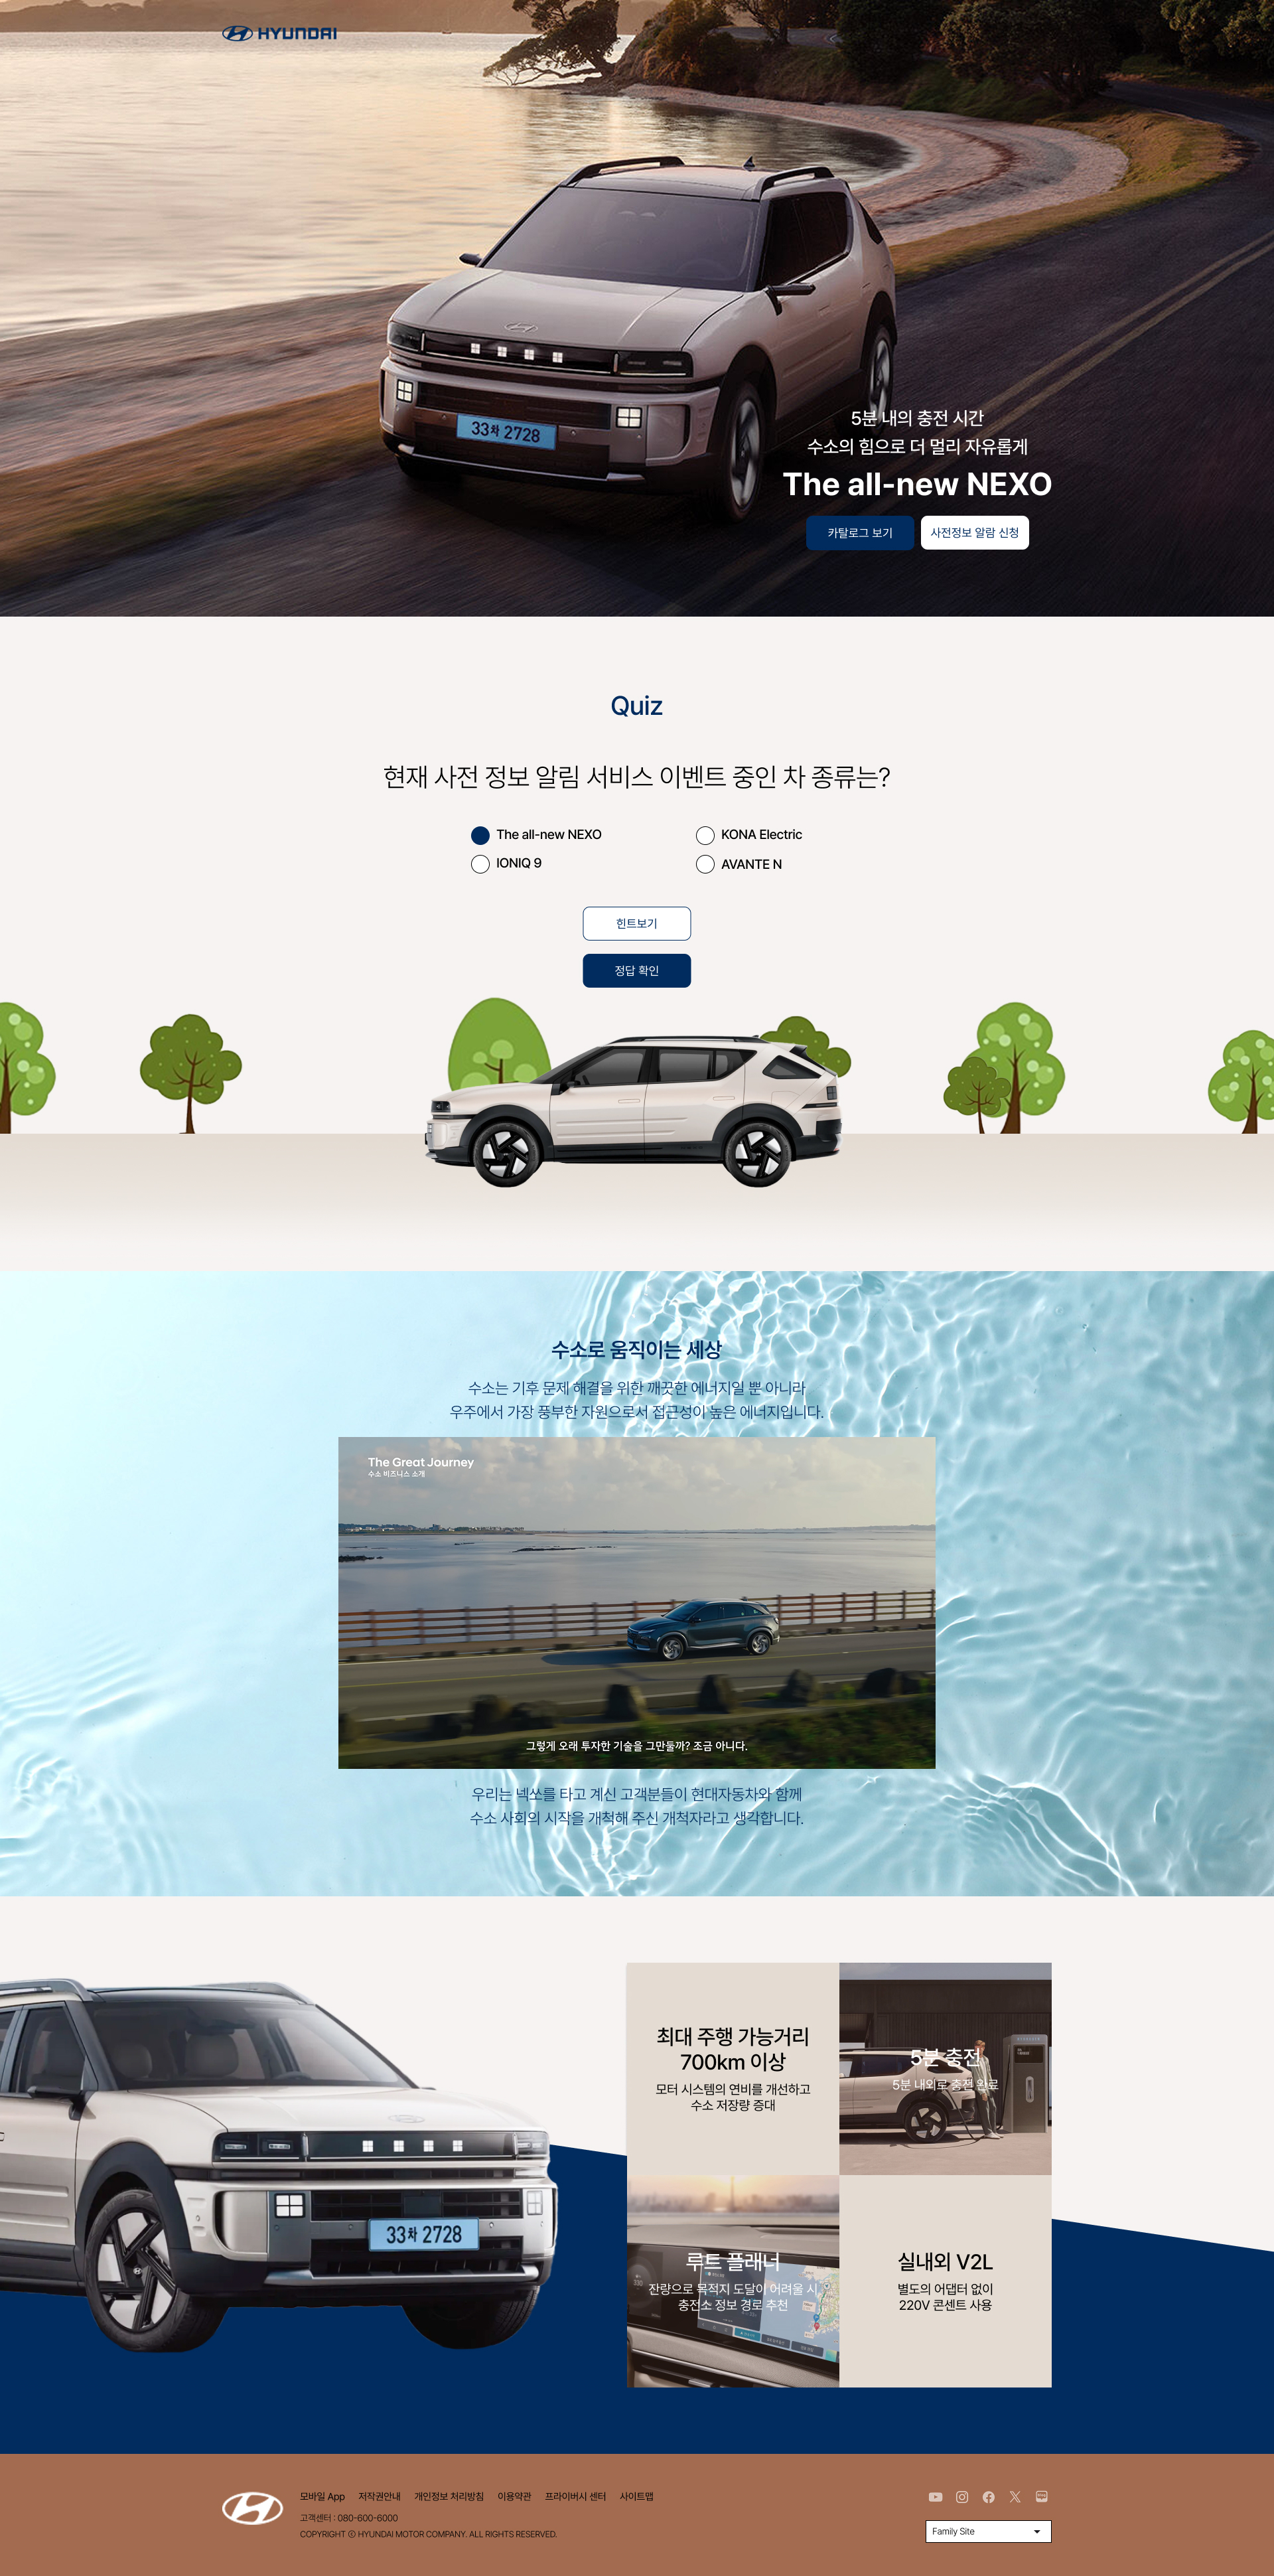 HYUNDAI
33차 2728
5분 내의 충전 시간
수소의 힘으로 더 멀리 자유롭게
The all-new NEXO
카탈로그 보기
사전정보 알람 신청
Quiz
현재 사전 정보 알림 서비스 이벤트 중인 차 종류는?
The all-new NEXO
KONA Electric
IONIQ 9
AVANTE N
힌트보기
정답 확인
수소로 움직이는 세상
수소는 기후 문제 해결을 위한 깨끗한 에너지일 뿐 아니라
우주에서 가장 풍부한 자원으로서 접근성이 높은 에너지입니다.
The Great Journey
수소 비즈니스 소개
그렇게 오래 투자한 기술을 그만둘까? 조금 아니다.
우리는 넥쏘를 타고 계신 고객분들이 현대자동차와 함께
수소 사회의 시작을 개척해 주신 개척자라고 생각합니다.
33차 2728
최대 주행 가능거리
700km 이상
모터 시스템의 연비를 개선하고
수소 저장량 증대
5분 충전
5분 내외로 충전 완료
루트 플래너
잔량으로 목적지 도달이 어려울 시,
충전소 정보 경로 추천
실내외 V2L
별도의 어댑터 없이
220V 콘센트 사용
모바일 App 저작권안내 개인정보 처리방침 이용약관 프라이버시 센터 사이트맵
고객센터 : 080-600-6000
COPYRIGHT ⓒ HYUNDAI MOTOR COMPANY. ALL RIGHTS RESERVED.
Family Site